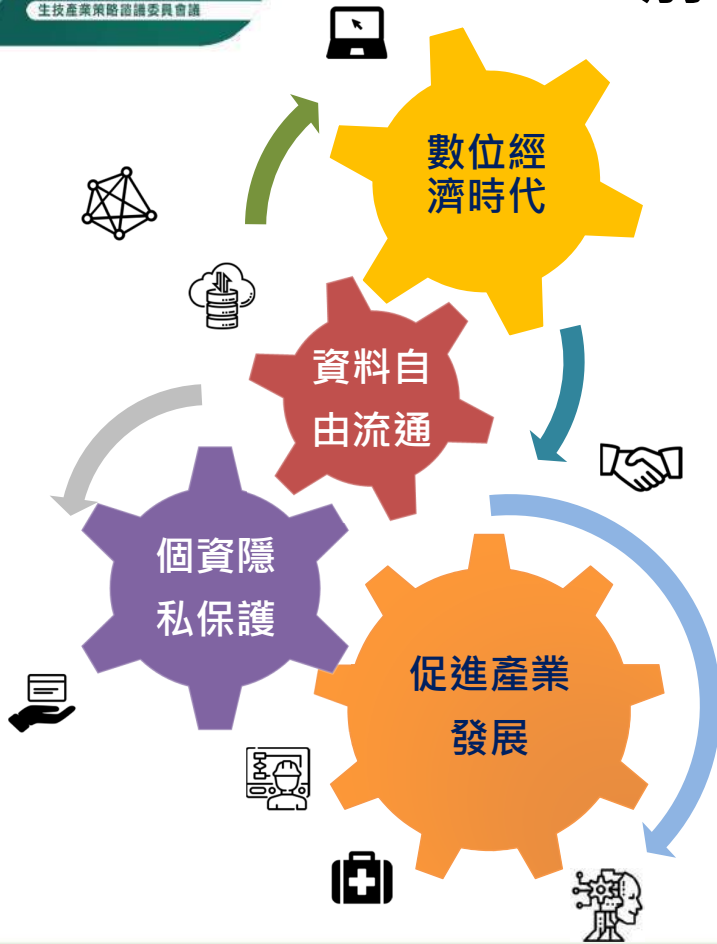 生技產業策略諮議委員會議
數位經
濟時代
資料自
由流通
個資隱
私保護
促進產業
發展